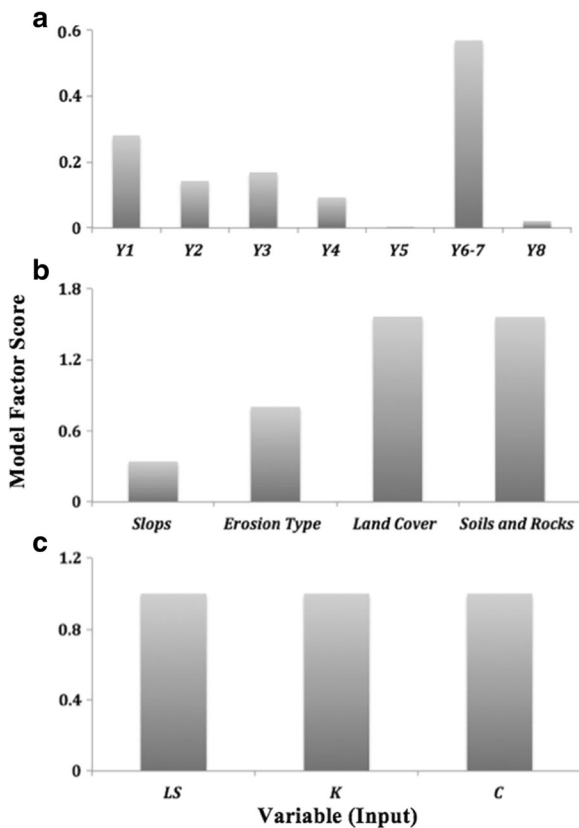 a
0.6
0.4
0.2
0
Y1 Y2 Y3 Y4 Y5 Y6-7 Y8
b
1.8
1.2
0.6
0
Slops Erosion Type Land Cover Soils and Rocks
Model Factor Score
c
1.2
0.8
0.4
0
LS K C
Variable (Input)